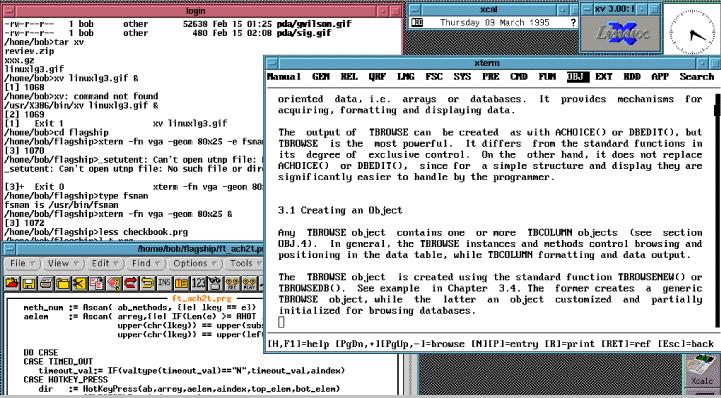 login
-rw-r--r-- 1 bob other 52638 Feb 15 01:25 pda/gwilson.gif
-rw-r--r-- 1 bob other 480 Feb 15 02:08 pda/sig.gif
/home/bob>tar xv
review.zip
xxx.gz
linuxlg3.gif
/home/bob>xv linuxlg3.gif &
[1] 1068
/home/bob>xv: command not found
/usr/X386/bin/xv linuxlg3.gif &
[2] 1069
[1] Exit 1 xv linuxlg3.gif
/home/bob>cd flagship
/home/bob/flagship>xterm -fn vga -geom 80x25 -e fsman
[3] 1070
>_setutent: Can't open utmp file:
_setutent: Can't open utmp file: No such file or dire
[3]+ Exit 0 xterm -fn vga -geom 80
/home/bob/flagship>type fsman
fsman is /usr/bin/fsman
/home/bob/flagship>xterm -fn vga -geom 80x25 &
[3] 1072
/home/bob/flagship>less checkbook.prg
xcal
Thursday 09 March 1995 ?
xv 3.00:
xterm
Manual GEN REL QRF LNG FSC SYS PRE CMD FUN OBJ EXT RDD APP Search
oriented data, i.e. arrays or databases. It provides mechanisms for
acquiring, formatting and displaying data.
The output of TBROWSE can be created as with ACHOICE() or DBEDIT(), but
TBROWSE is the most powerful. It differs from the standard functions in
its degree of exclusive control. On the other hand, it does not replace
ACHOICE() or DBEDIT(), since for a simple structure and display they are
significantly easier to handle by the programmer.
3.1 Creating an Object
Any TBROWSE object contains one or more TBCOLUMN objects (see section
OBJ.4). In general, the TBROWSE instances and methods control browsing and
positioning in the data table, while TBCOLUMN formatting and data output.
The TBROWSE object is created using the standard function TBROWSENEW() or
TBROWSEDB(). See example in Chapter 3.4. The former creates a generic
TBROWSE object, while the latter an object customized and partially
initialized for browsing databases.
[H,F1]=help [PgDn,+][PgUp,-]=browse [N][P]=entry [R]=print [RET]=ref [Esc]=back
/home/bob/flagship/ft_ach2t.prg
File View Edit Find Options Tools
INS 123
ft_ach2t.prg
meth_num := Ascan( ab_methods, {|e| lkey == e})
aelem := Ascan( array,{|e| IF(Len(e) >= AHOT
upper(chr(lkey)) == upper(subs
upper(chr(lkey)) == upper(left
DO CASE
CASE TIMED_OUT
timeout_val:= IF(valtype(timeout_val)=="N",timeout_val,aindex)
CASE HOTKEY_PRESS
dir := HotKeyPress(ab,array,aelem,aindex,top_elem,bot_elem)
Xcalc